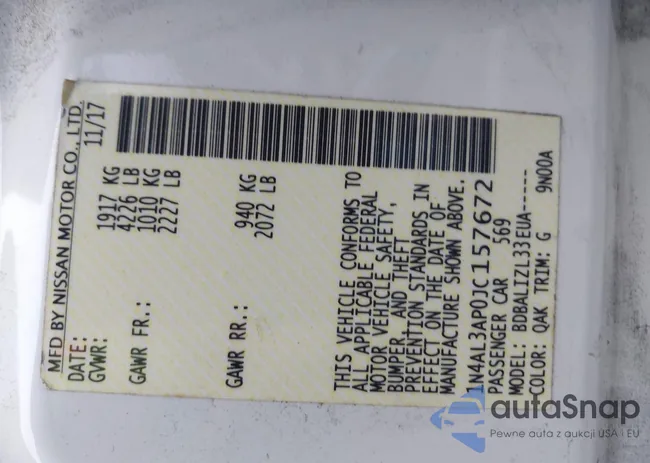 MFD BY NISSAN MOTOR CO., LTD.
DATE: 11/17
GVWR: 1917 KG
4226 LB
GAWR FR.: 1010 KG
2227 LB
GAWR RR.: 940 KG
2072 LB
THIS VEHICLE CONFORMS TO
ALL APPLICABLE FEDERAL
MOTOR VEHICLE SAFETY,
BUMPER, AND THEFT
PREVENTION STANDARDS IN
EFFECT ON THE DATE OF
MANUFACTURE SHOWN ABOVE.
1N4AL3AP0JC157672
PASSENGER CAR 569
MODEL: BDBALIZL33EUA-----
COLOR: QAK TRIM: G 9N00A
autoSnap
Pewne auta z aukcji USA i EU